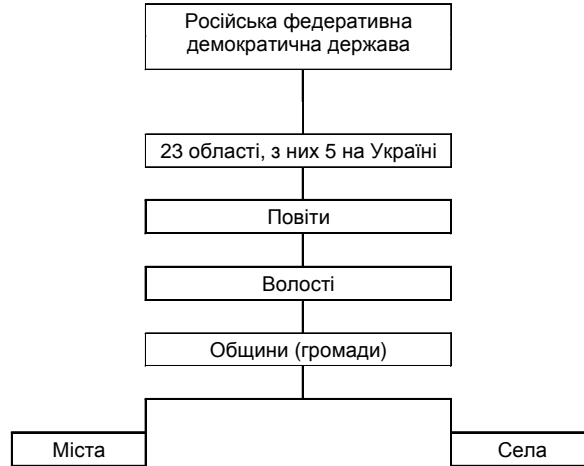 Російська федеративна
демократична держава
23 області, з них 5 на Україні
Повіти
Волості
Общини (громади)
Міста
Села